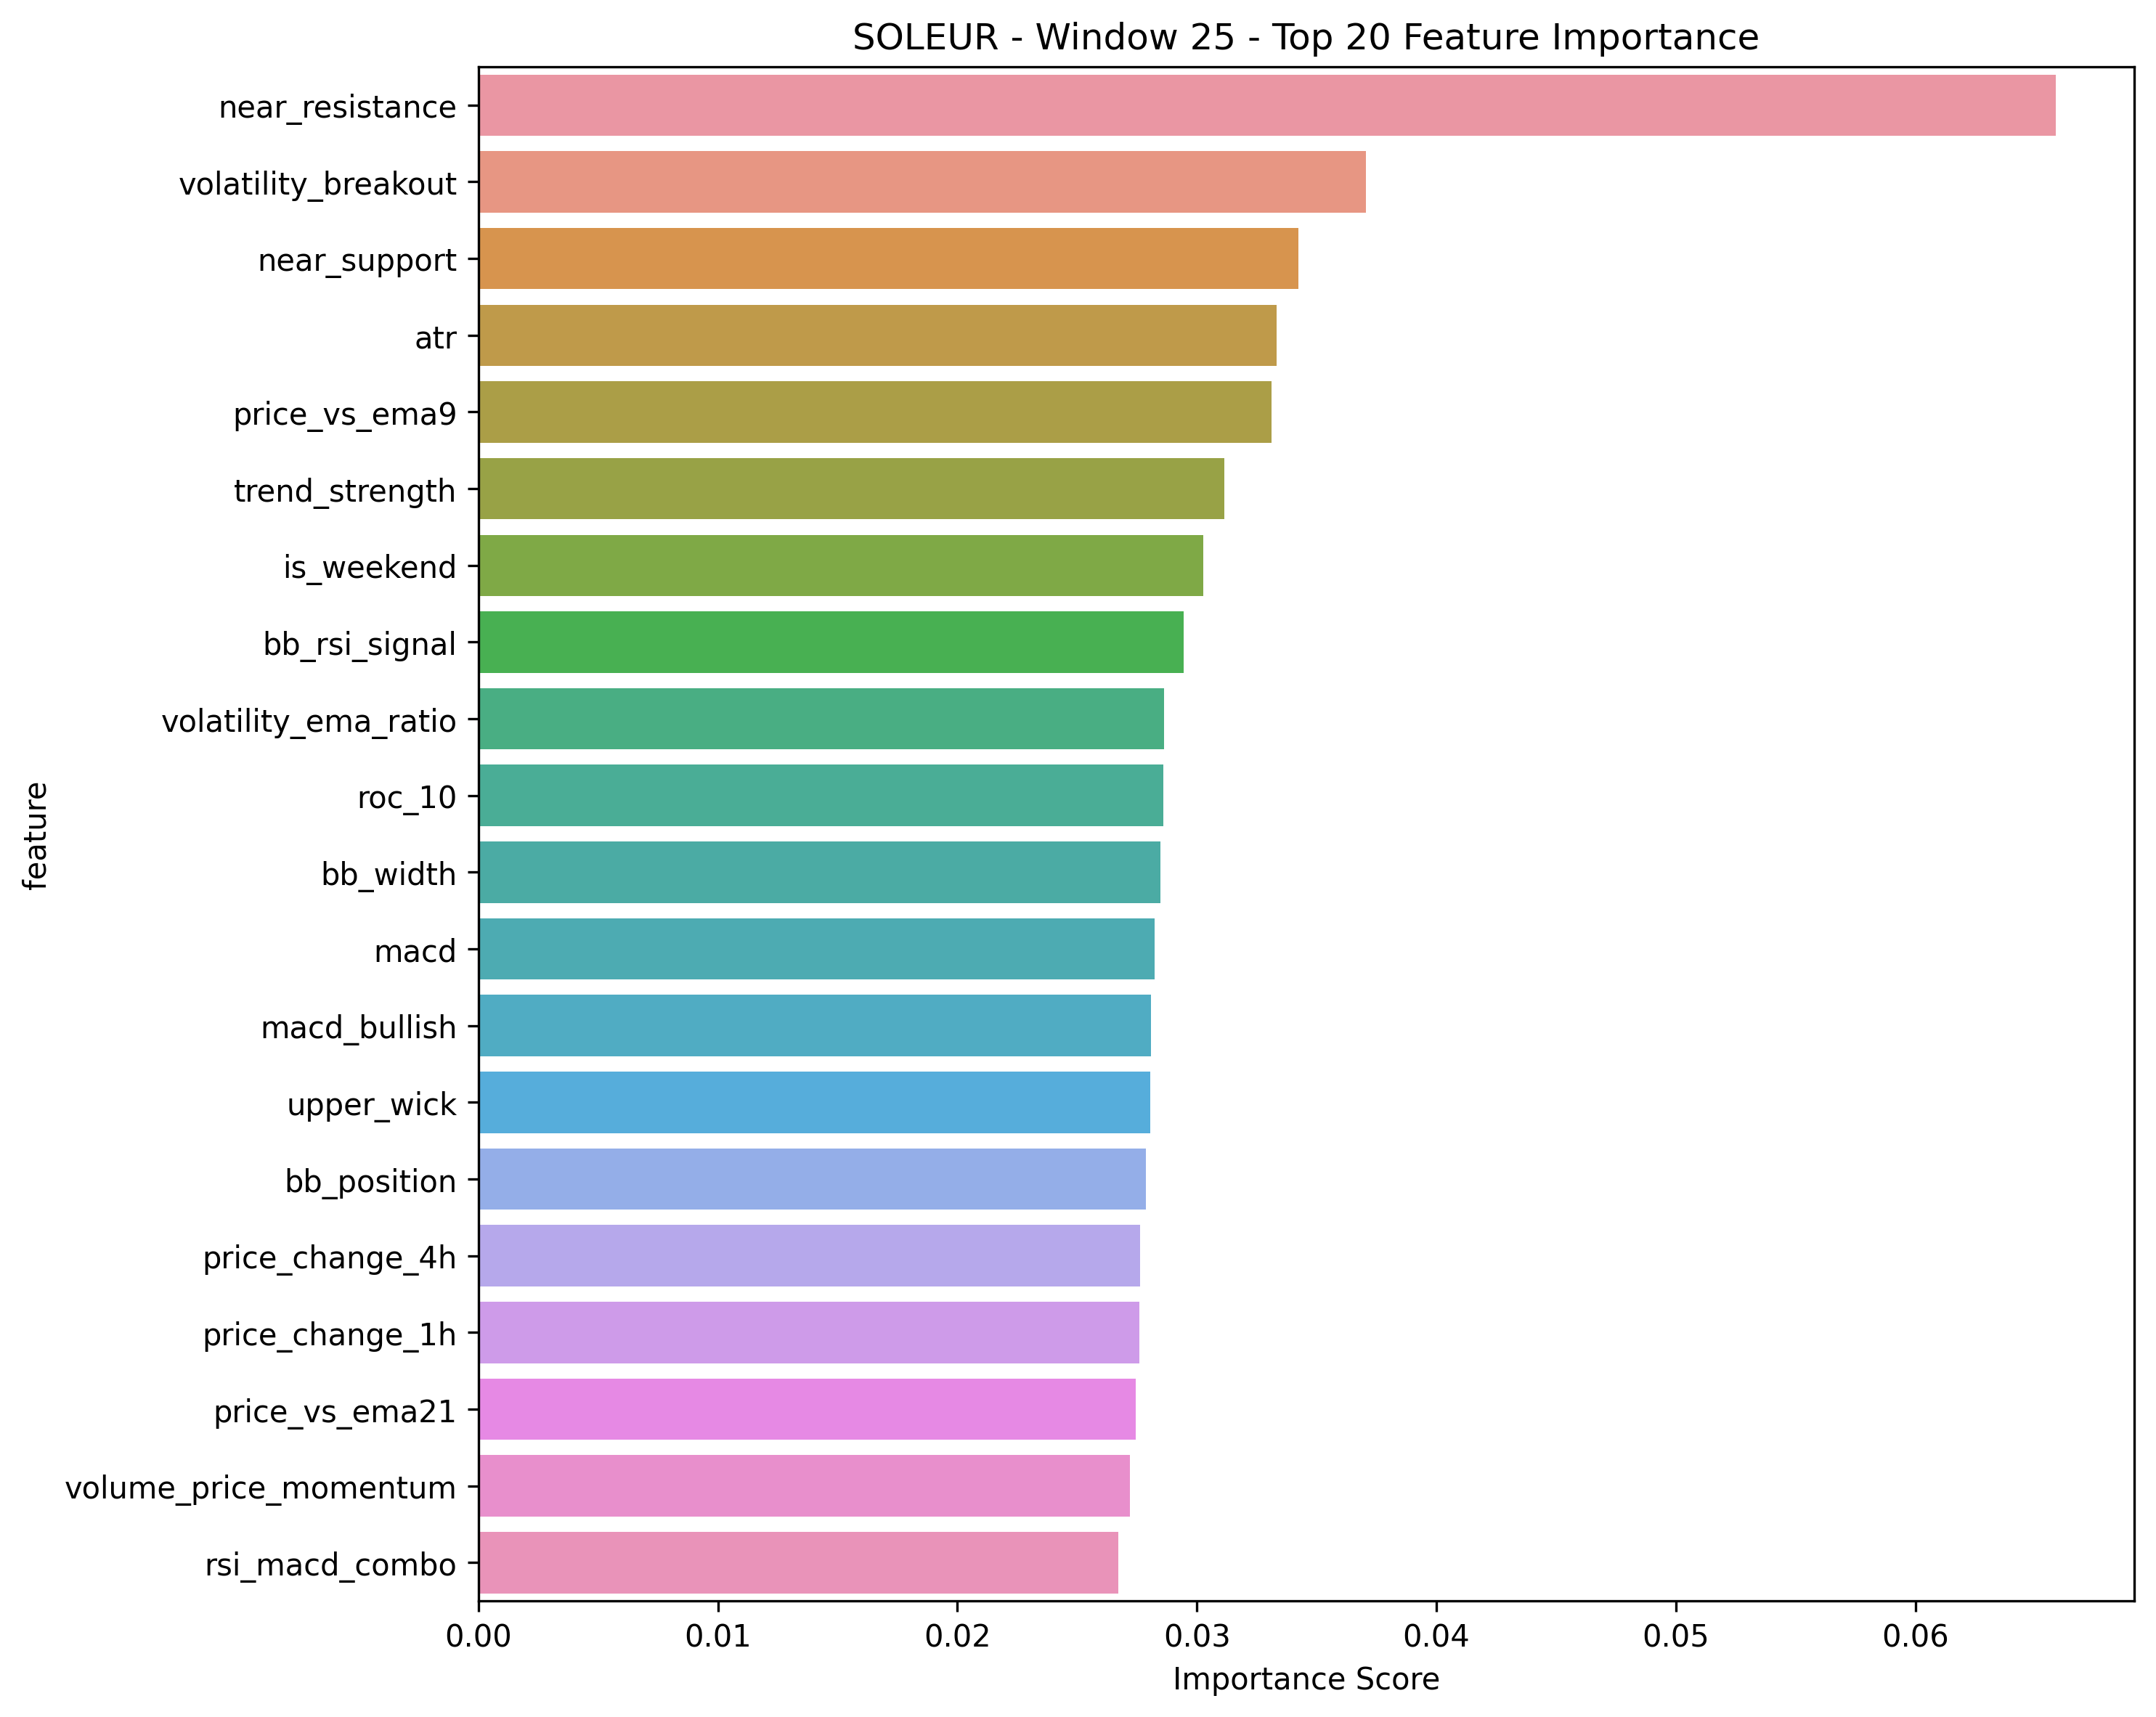 SOLEUR - Window 25 - Top 20 Feature Importance
near_resistance
volatility_breakout
near_support
atr
price_vs_ema9
trend_strength
is_weekend
bb_rsi_signal
volatility_ema_ratio
roc_10
bb_width
macd
macd_bullish
upper_wick
bb_position
price_change_4h
price_change_1h
price_vs_ema21
volume_price_momentum
rsi_macd_combo
feature
0.00 0.01 0.02 0.03 0.04 0.05 0.06
Importance Score